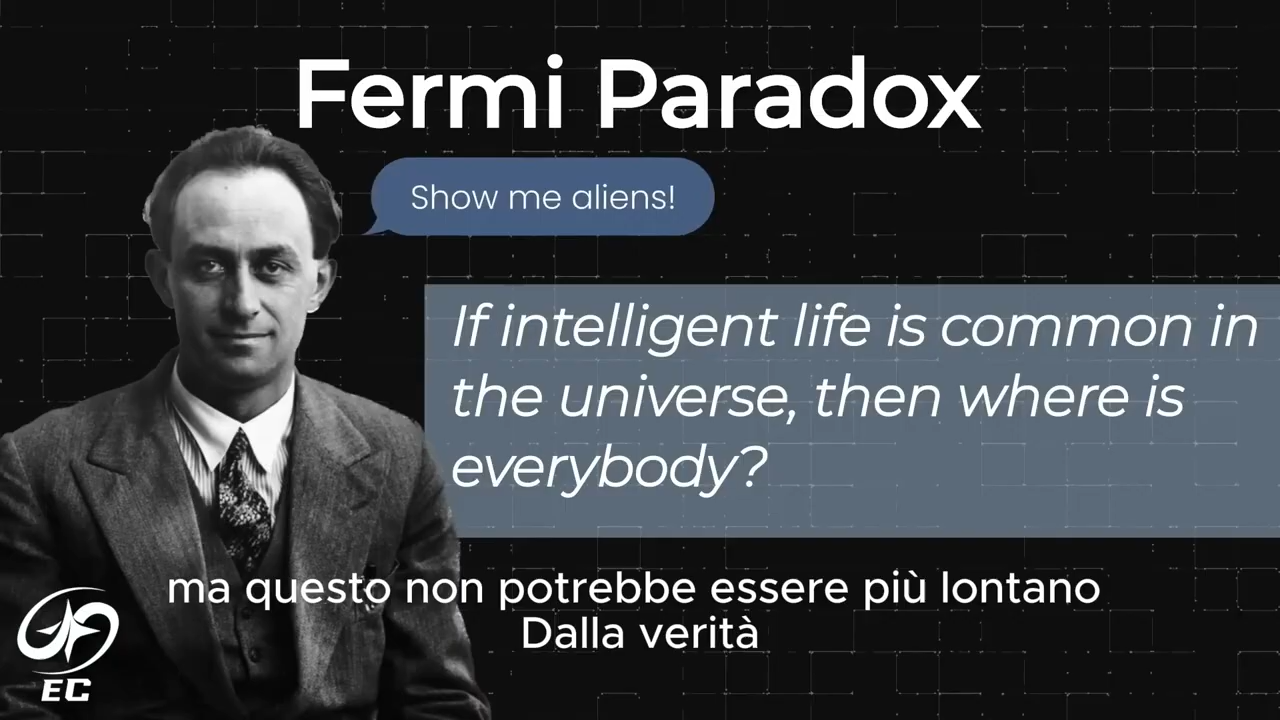 Fermi Paradox
Show me aliens!
If intelligent life is common in
the universe, then where is
everybody?
ma questo non potrebbe essere più lontano
Dalla verità
EC